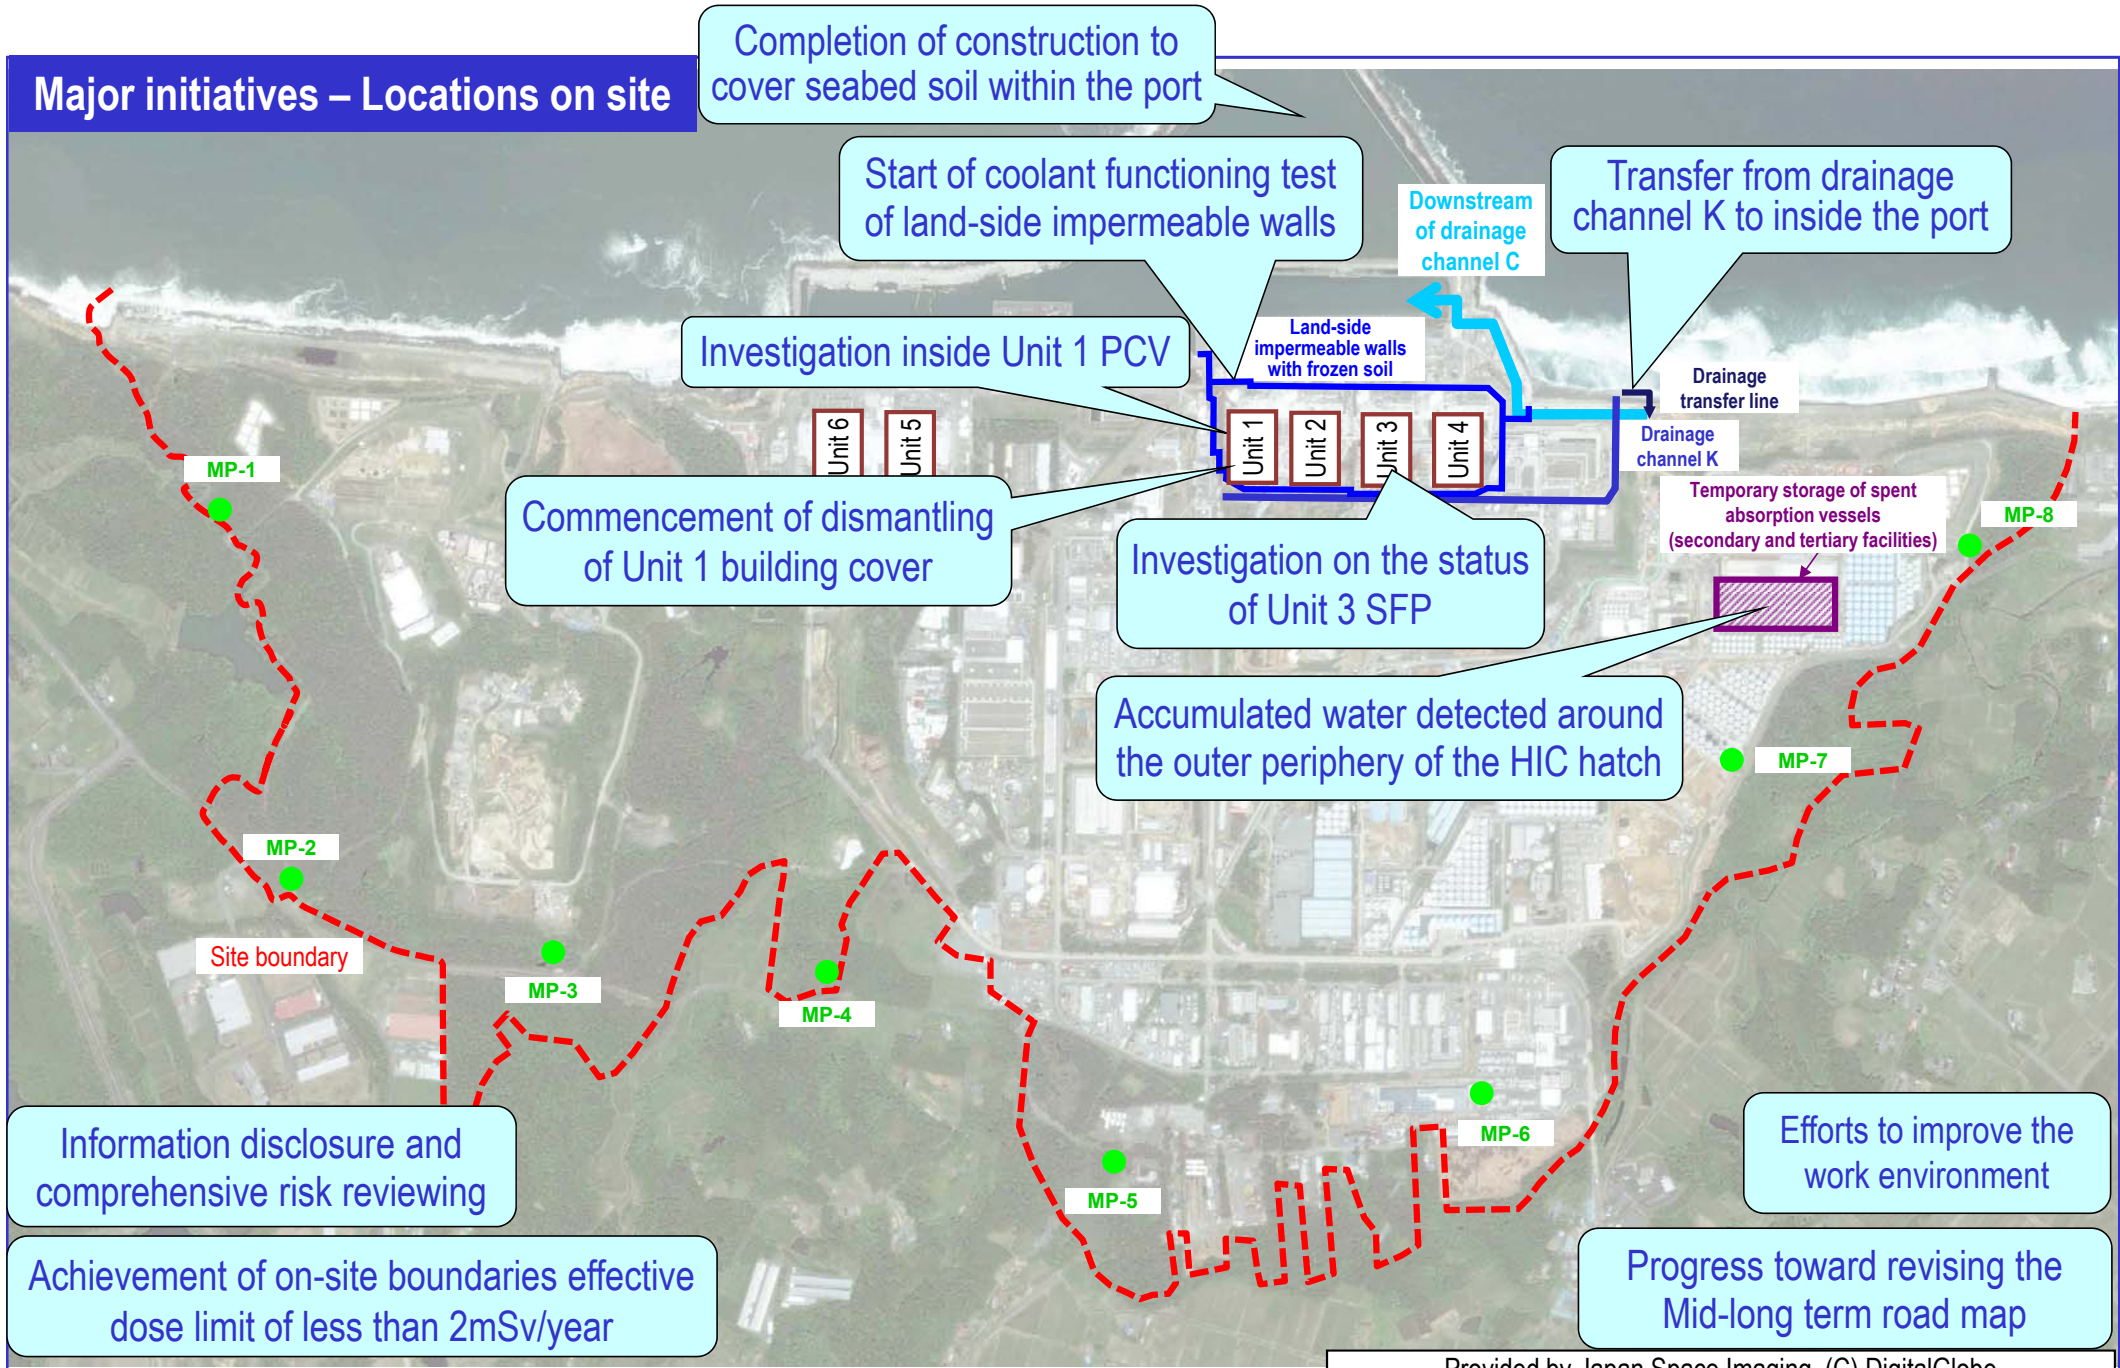 Completion of construction to
cover seabed soil within the port
Major initiatives – Locations on site
Start of coolant functioning test
of land-side impermeable walls
Transfer from drainage
channel K to inside the port
Downstream
of drainage
channel C
Investigation inside Unit 1 PCV
Land-side
impermeable walls
with frozen soil
Drainage
transfer line
Drainage
channel K
Unit 6
Unit 5
Unit 1
Unit 2
Unit 3
Unit 4
MP-1
Commencement of dismantling
of Unit 1 building cover
Investigation on the status
of Unit 3 SFP
Temporary storage of spent
absorption vessels
(secondary and tertiary facilities)
MP-8
Accumulated water detected around
the outer periphery of the HIC hatch
MP-7
MP-2
Site boundary
MP-3
MP-4
MP-6
MP-5
Information disclosure and
comprehensive risk reviewing
Efforts to improve the
work environment
Achievement of on-site boundaries effective
dose limit of less than 2mSv/year
Progress toward revising the
Mid-long term road map
Provided by Japan Space Imaging, (C) DigitalGlobe